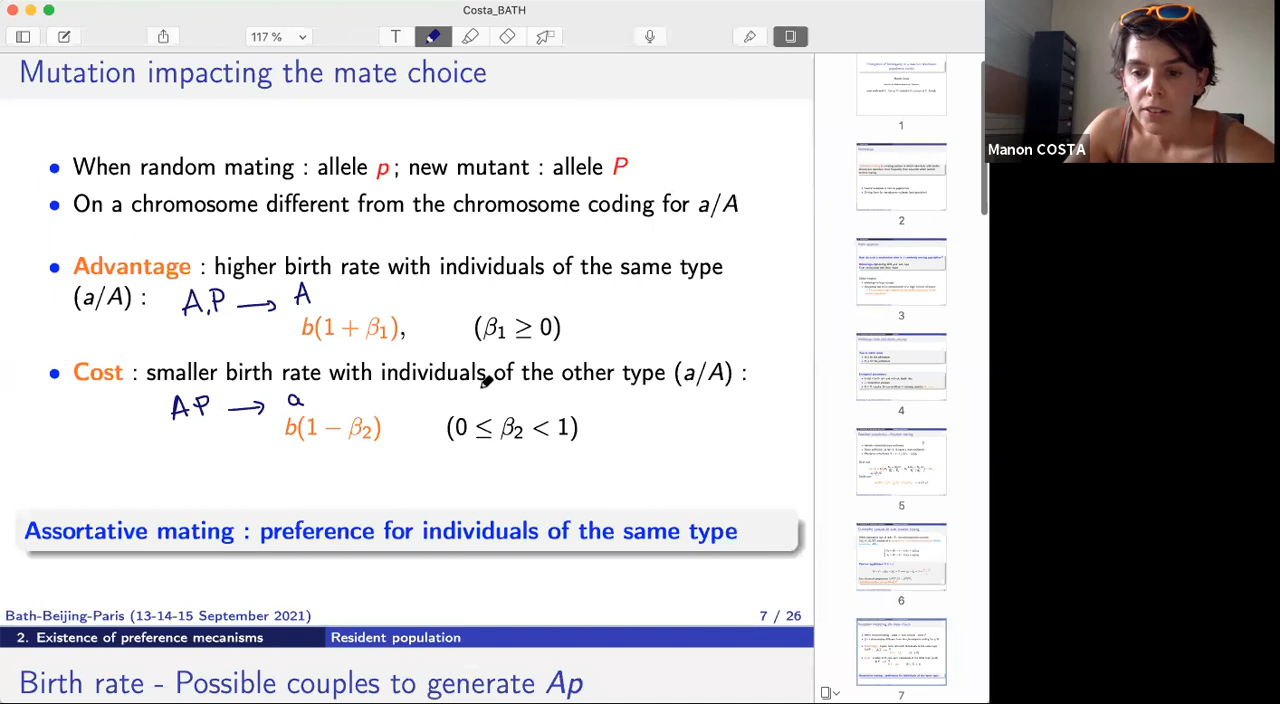 Costa_BATH
117 %
Mutation impacting the mate choice
When random mating : allele p ; new mutant : allele P
On a chromosome different from the chromosome coding for a/A
Advantage : higher birth rate with individuals of the same type
(a/A) :
A,P → A
b(1 + β₁), (β₁ ≥ 0)
Cost : smaller birth rate with individuals of the other type (a/A) :
AP → a
b(1 − β₂) (0 ≤ β₂ < 1)
Assortative mating : preference for individuals of the same type
Bath-Beijing-Paris (13-14-15 September 2021) 7 / 26
2. Existence of preference mechanisms Resident population
Birth rate - Possible couples to generate Ap
1
2
3
4
5
6
7
Manon COSTA